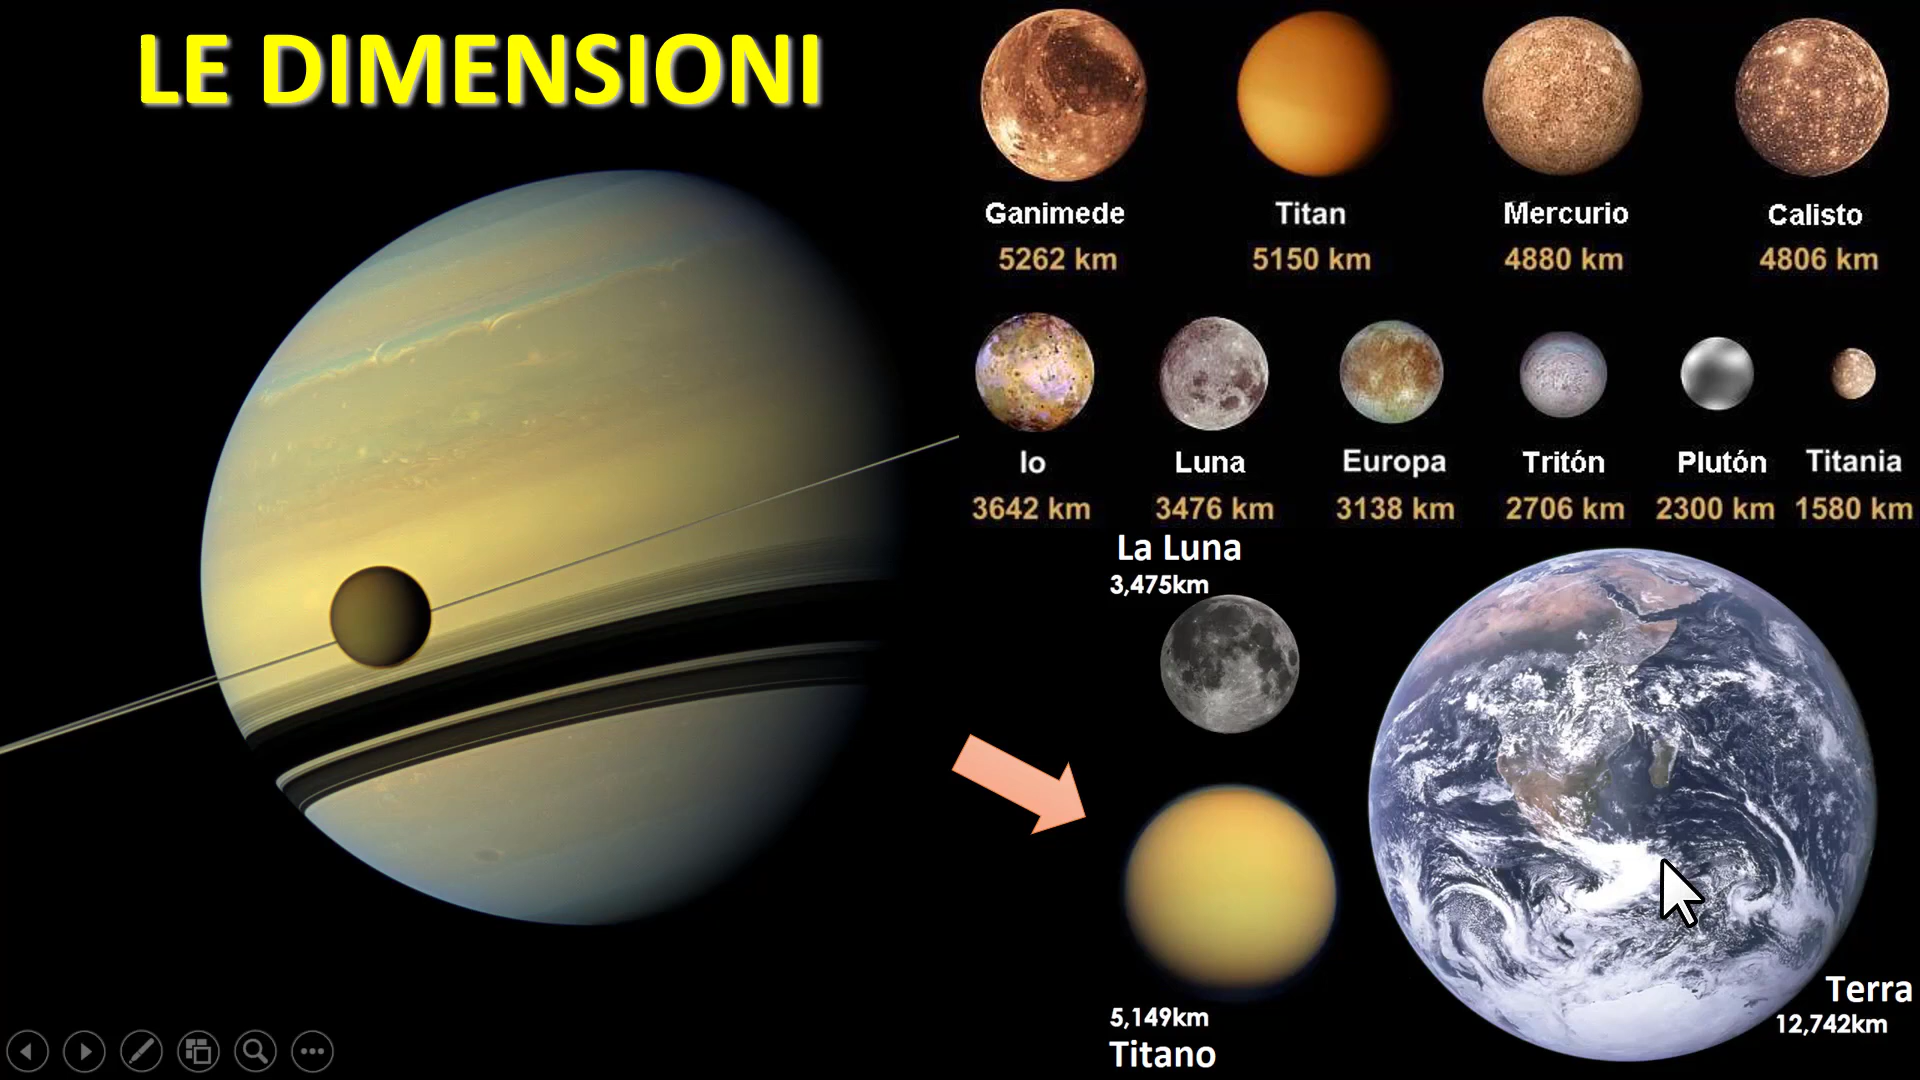 LE DIMENSIONI
Ganimede Titan Mercurio Calisto
5262 km 5150 km 4880 km 4806 km
Io Luna Europa Tritón Plutón Titania
3642 km 3476 km 3138 km 2706 km 2300 km 1580 km
La Luna
3,475km
Terra
12,742km
5,149km
Titano